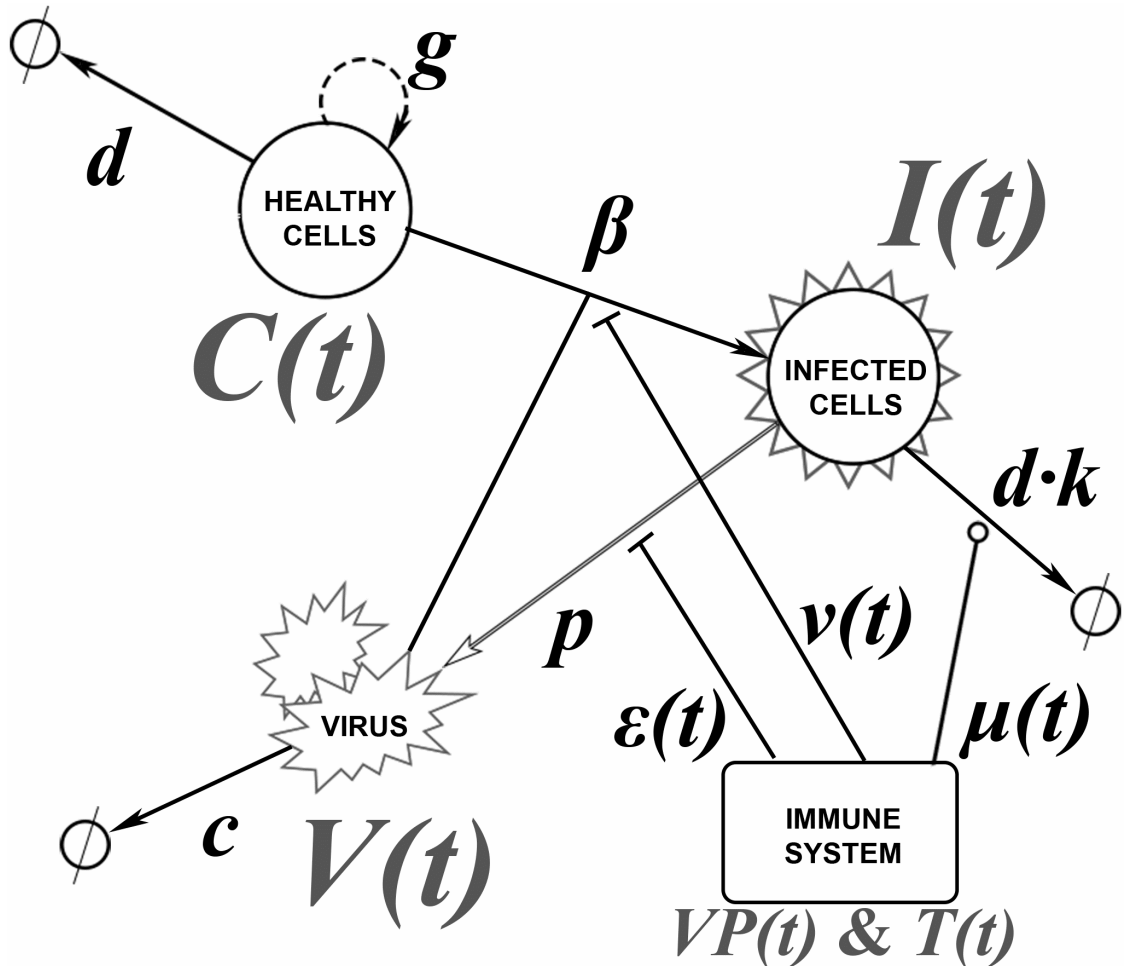 g
d
HEALTHY
CELLS
C(t)
β
I(t)
INFECTED
CELLS
d·k
p
ν(t)
ε(t)
μ(t)
VIRUS
c
V(t)
IMMUNE
SYSTEM
VP(t) & T(t)